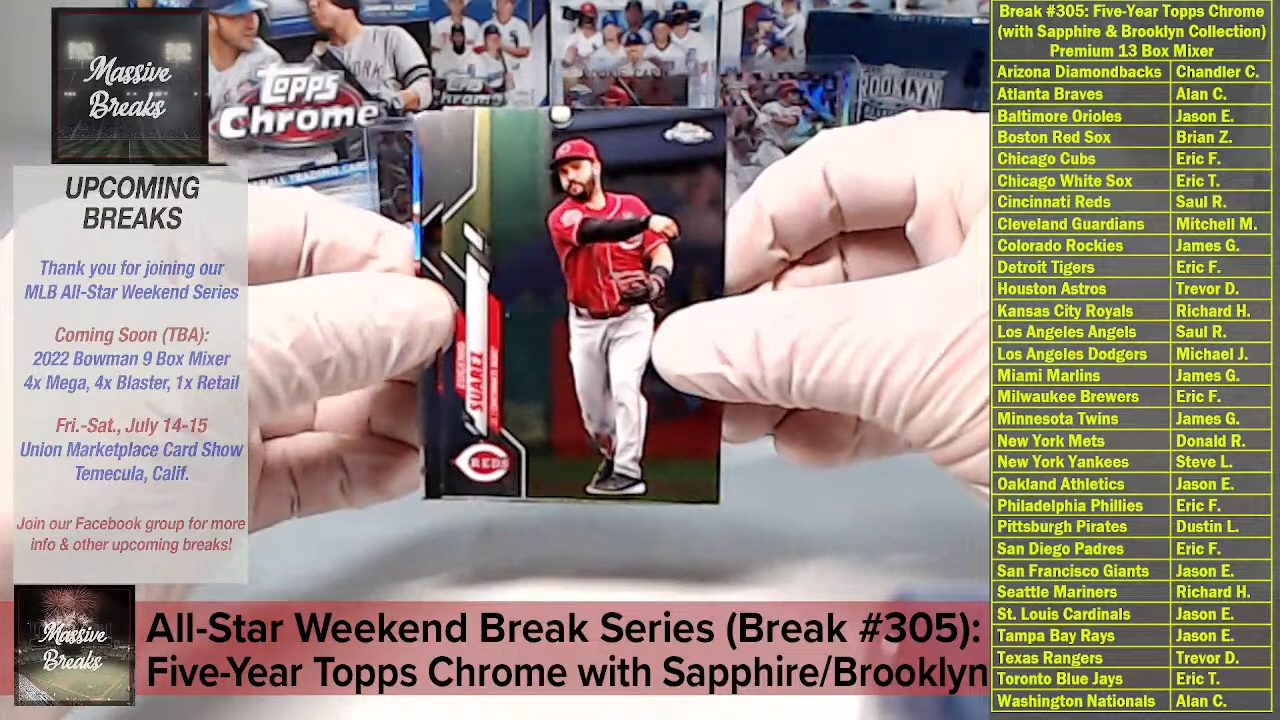 Massive
Breaks
UPCOMING
BREAKS
Thank you for joining our
MLB All-Star Weekend Series
Coming Soon (TBA):
2022 Bowman 9 Box Mixer
4x Mega, 4x Blaster, 1x Retail
Fri.-Sat., July 14-15
Union Marketplace Card Show
Temecula, Calif.
Join our Facebook group for more
info & other upcoming breaks!
Topps
Chrome
BROOKLYN
Chrome
EUGENIO
SUAREZ
REDS
Massive
Breaks
All-Star Weekend Break Series (Break #305):
Five-Year Topps Chrome with Sapphire/Brooklyn
Break #305: Five-Year Topps Chrome
(with Sapphire & Brooklyn Collection)
Premium 13 Box Mixer
Arizona Diamondbacks Chandler C.
Atlanta Braves Alan C.
Baltimore Orioles Jason E.
Boston Red Sox Brian Z.
Chicago Cubs Eric F.
Chicago White Sox Eric T.
Cincinnati Reds Saul R.
Cleveland Guardians Mitchell M.
Colorado Rockies James G.
Detroit Tigers Eric F.
Houston Astros Trevor D.
Kansas City Royals Richard H.
Los Angeles Angels Saul R.
Los Angeles Dodgers Michael J.
Miami Marlins James G.
Milwaukee Brewers Eric F.
Minnesota Twins James G.
New York Mets Donald R.
New York Yankees Steve L.
Oakland Athletics Jason E.
Philadelphia Phillies Eric F.
Pittsburgh Pirates Dustin L.
San Diego Padres Eric F.
San Francisco Giants Jason E.
Seattle Mariners Richard H.
St. Louis Cardinals Jason E.
Tampa Bay Rays Jason E.
Texas Rangers Trevor D.
Toronto Blue Jays Eric T.
Washington Nationals Alan C.